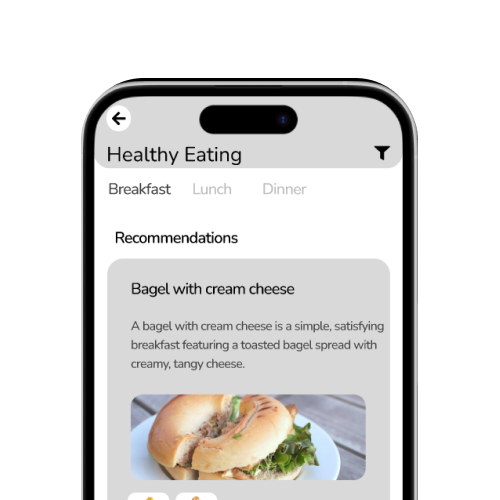 Healthy Eating
Breakfast Lunch Dinner
Recommendations
Bagel with cream cheese
A bagel with cream cheese is a simple, satisfying
breakfast featuring a toasted bagel spread with
creamy, tangy cheese.